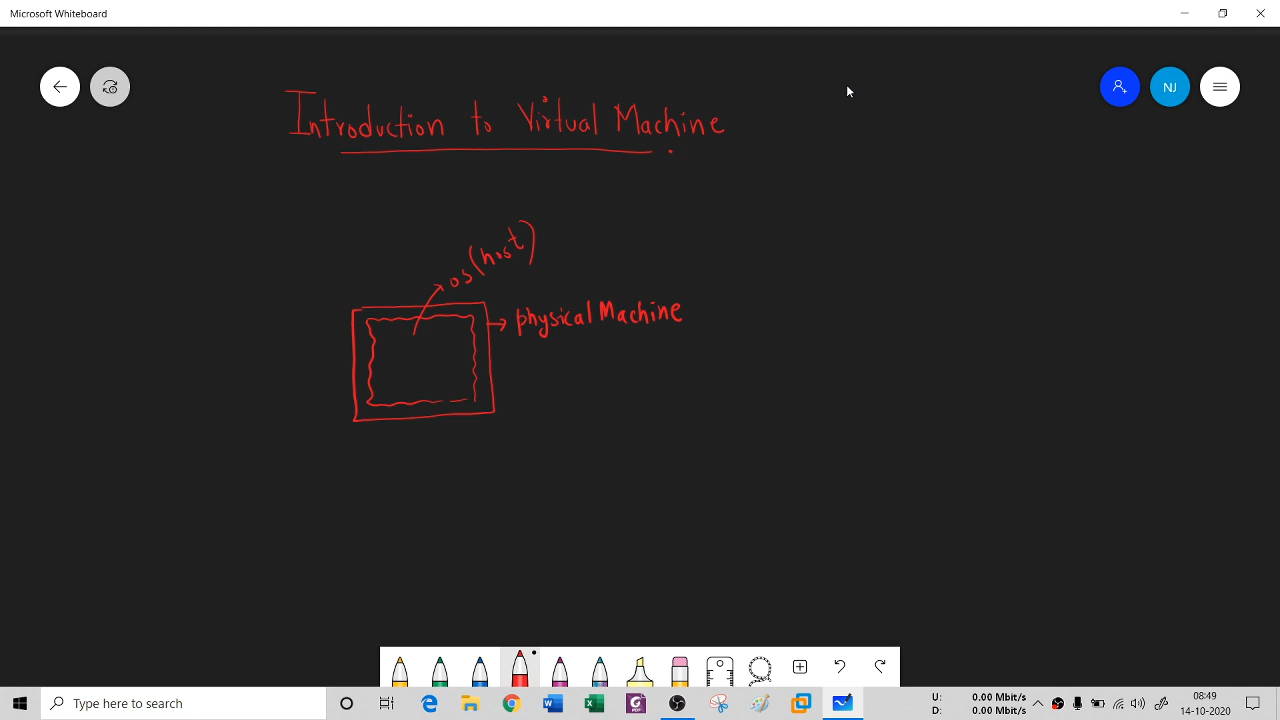 Microsoft Whiteboard
NJ
Introduction to Virtual Machine
os (host)
physical Machine
Type here to search
U: 0.00 Mbit/s
D: 0.00 Mbit/s
08:49
14-10-2020